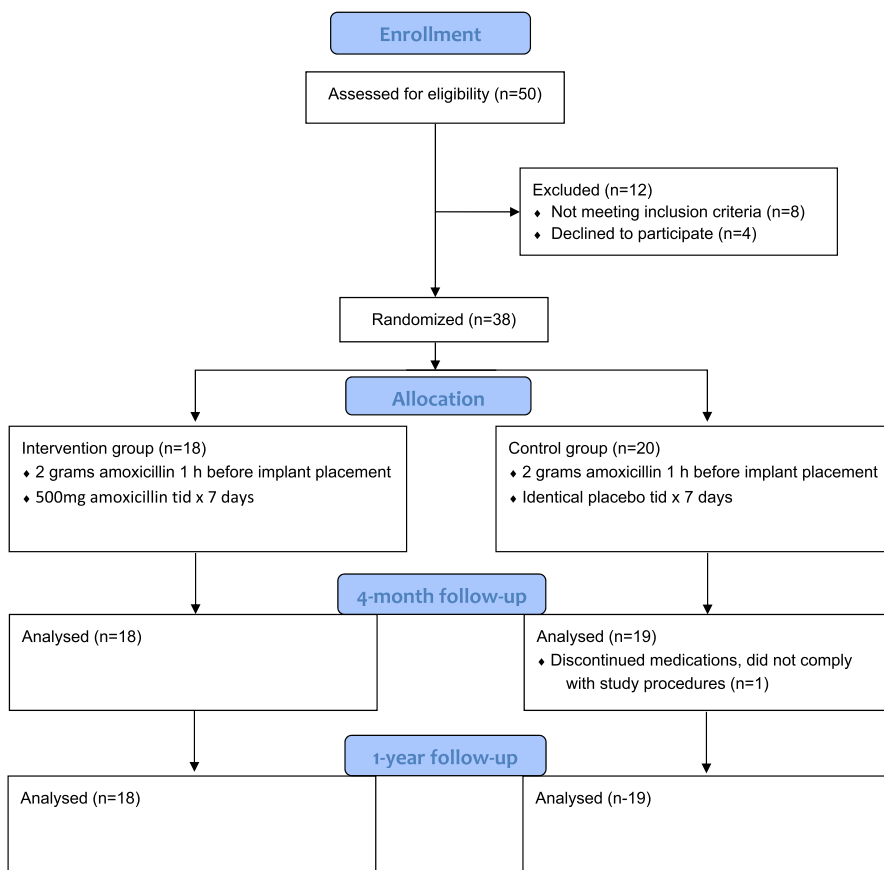 Enrollment
Assessed for eligibility (n=50)
Excluded (n=12)
♦ Not meeting inclusion criteria (n=8)
♦ Declined to participate (n=4)
Randomized (n=38)
Allocation
Intervention group (n=18)
♦ 2 grams amoxicillin 1 h before implant placement
♦ 500mg amoxicillin tid x 7 days
Control group (n=20)
♦ 2 grams amoxicillin 1 h before implant placement
♦ Identical placebo tid x 7 days
4-month follow-up
Analysed (n=18)
Analysed (n=19)
♦ Discontinued medications, did not comply
with study procedures (n=1)
1-year follow-up
Analysed (n=18)
Analysed (n-19)